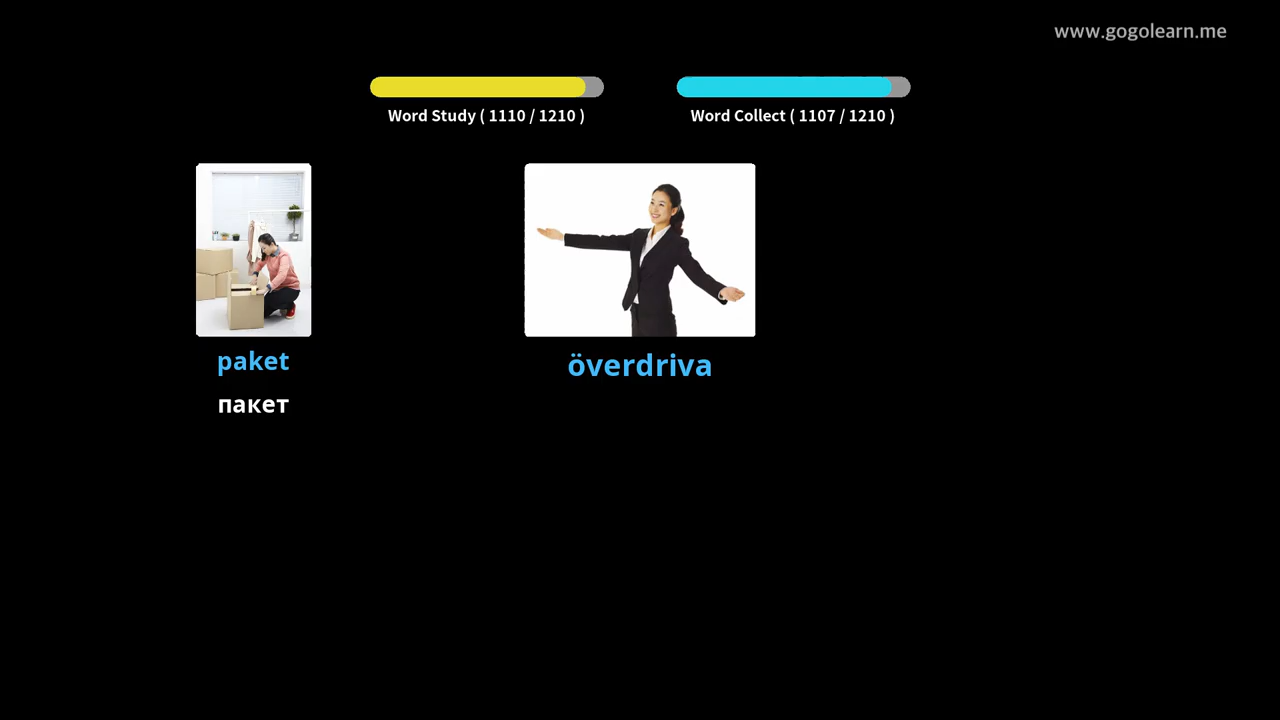 www.gogolearn.me
Word Study ( 1110 / 1210 )
Word Collect ( 1107 / 1210 )
paket
пакет
överdriva